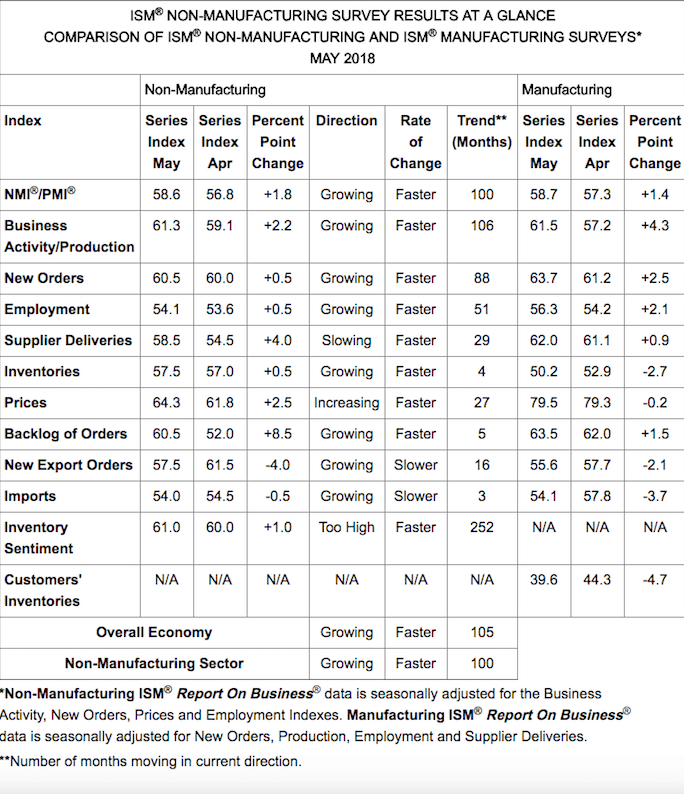 ISM® NON-MANUFACTURING SURVEY RESULTS AT A GLANCE
COMPARISON OF ISM® NON-MANUFACTURING AND ISM® MANUFACTURING SURVEYS*
MAY 2018
Non-Manufacturing Manufacturing
Index Series Index May Series Index Apr Percent Point Change Direction Rate of Change Trend** (Months) Series Index May Series Index Apr Percent Point Change
NMI®/PMI® 58.6 56.8 +1.8 Growing Faster 100 58.7 57.3 +1.4
Business Activity/Production 61.3 59.1 +2.2 Growing Faster 106 61.5 57.2 +4.3
New Orders 60.5 60.0 +0.5 Growing Faster 88 63.7 61.2 +2.5
Employment 54.1 53.6 +0.5 Growing Faster 51 56.3 54.2 +2.1
Supplier Deliveries 58.5 54.5 +4.0 Slowing Faster 29 62.0 61.1 +0.9
Inventories 57.5 57.0 +0.5 Growing Faster 4 50.2 52.9 -2.7
Prices 64.3 61.8 +2.5 Increasing Faster 27 79.5 79.3 -0.2
Backlog of Orders 60.5 52.0 +8.5 Growing Faster 5 63.5 62.0 +1.5
New Export Orders 57.5 61.5 -4.0 Growing Slower 16 55.6 57.7 -2.1
Imports 54.0 54.5 -0.5 Growing Slower 3 54.1 57.8 -3.7
Inventory Sentiment 61.0 60.0 +1.0 Too High Faster 252 N/A N/A N/A
Customers' Inventories N/A N/A N/A N/A N/A N/A 39.6 44.3 -4.7
Overall Economy Growing Faster 105
Non-Manufacturing Sector Growing Faster 100
*Non-Manufacturing ISM® Report On Business® data is seasonally adjusted for the Business
Activity, New Orders, Prices and Employment Indexes. Manufacturing ISM® Report On Business®
data is seasonally adjusted for New Orders, Production, Employment and Supplier Deliveries.
**Number of months moving in current direction.